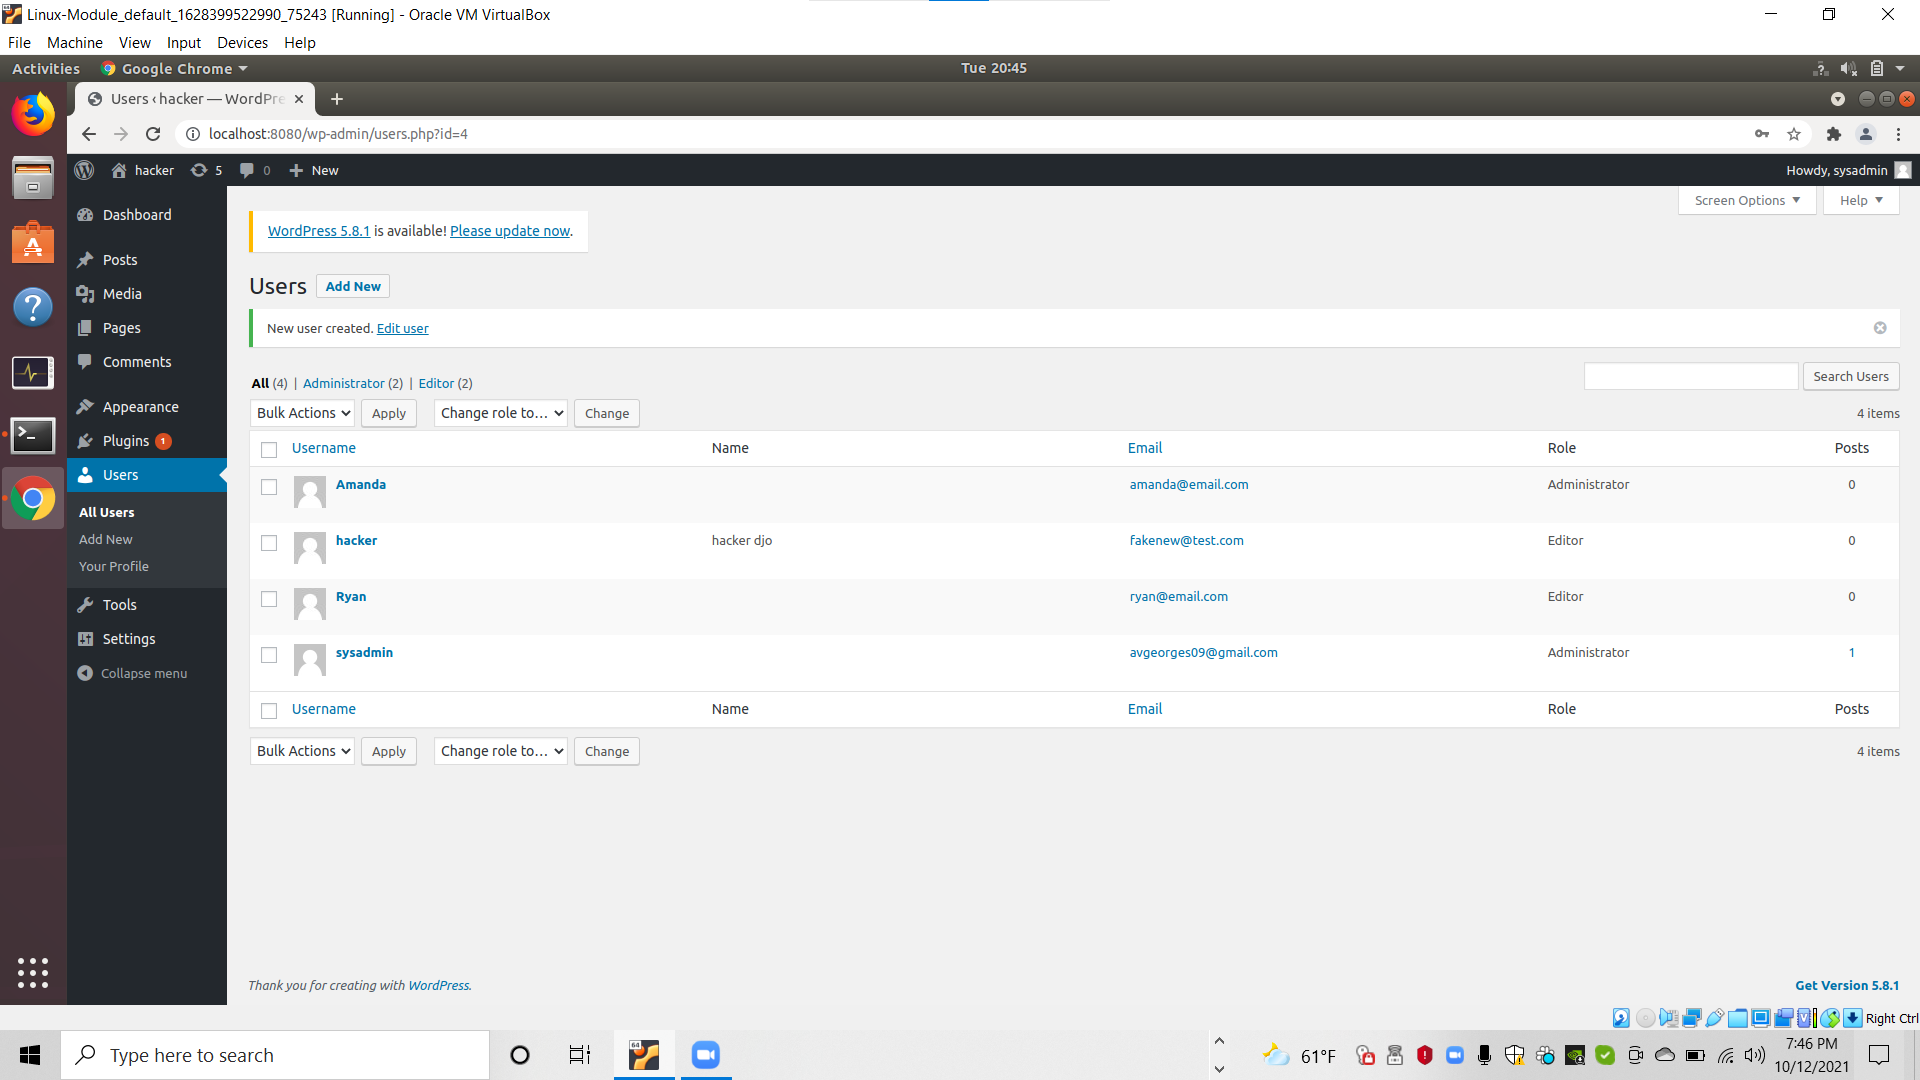 Linux-Module_default_1628399522990_75243 [Running] - Oracle VM VirtualBox
File Machine View Input Devices Help
Activities Google Chrome Tue 20:45
Users ‹ hacker — WordPre
localhost:8080/wp-admin/users.php?id=4
hacker 5 0 New Howdy, sysadmin
Screen Options Help
Dashboard
Posts
Media
Pages
Comments
Appearance
Plugins 1
Users
All Users
Add New
Your Profile
Tools
Settings
Collapse menu
WordPress 5.8.1 is available! Please update now.
Users Add New
New user created. Edit user
All (4) | Administrator (2) | Editor (2)
Search Users
Bulk Actions Apply Change role to… Change 4 items
Username Name Email Role Posts
Amanda amanda@email.com Administrator 0
hacker hacker djo fakenew@test.com Editor 0
Ryan ryan@email.com Editor 0
sysadmin avgeorges09@gmail.com Administrator 1
Username Name Email Role Posts
Bulk Actions Apply Change role to… Change 4 items
Thank you for creating with WordPress. Get Version 5.8.1
Right Ctrl
Type here to search 64 61°F 7:46 PM
10/12/2021